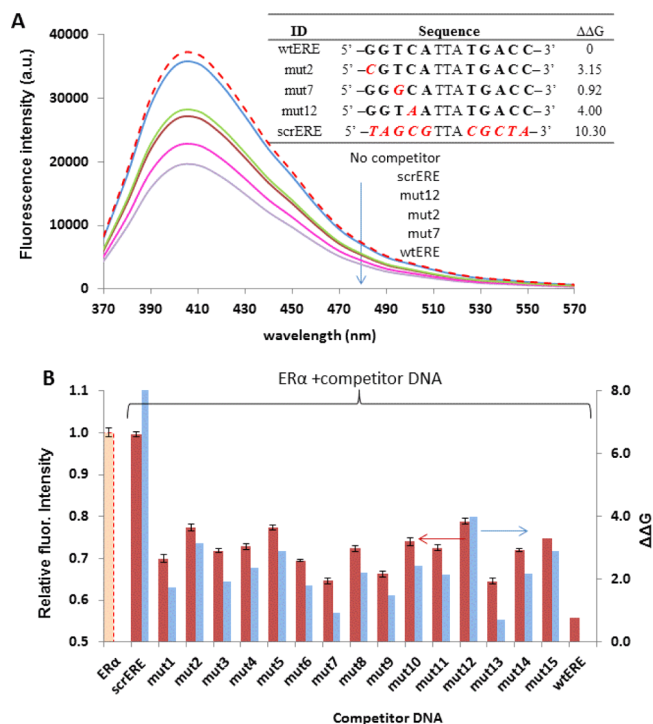 A
Fluorescence intensity (a.u.)
40000
30000
20000
10000
0
370 390 410 430 450 470 490 510 530 550 570
wavelength (nm)
ID Sequence ΔΔG
wtERE 5' –GGTCATTATGACC– 3' 0
mut2 5' –CGTCATTATGACC– 3' 3.15
mut7 5' –GGGCATTATGACC– 3' 0.92
mut12 5' –GGTAATTATGACC– 3' 4.00
scrERE 5' –TAGCGTTACGCTA– 3' 10.30
No competitor
scrERE
mut12
mut2
mut7
wtERE
B
ERα +competitor DNA
Relative fluor. Intensity
1.1
1.0
0.9
0.8
0.7
0.6
0.5
8.0
6.0
4.0
2.0
0.0
ΔΔG
ERα scrERE mut1 mut2 mut3 mut4 mut5 mut6 mut7 mut8 mut9 mut10 mut11 mut12 mut13 mut14 mut15 wtERE
Competitor DNA